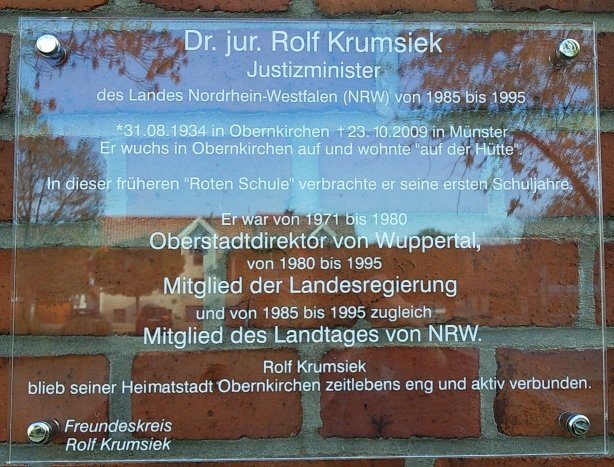 Dr. jur. Rolf Krumsiek
Justizminister
des Landes Nordrhein-Westfalen (NRW) von 1985 bis 1995
*31.08.1934 in Obernkirchen †23.10.2009 in Münster
Er wuchs in Obernkirchen auf und wohnte "auf der Hütte".
In dieser früheren "Roten Schule" verbrachte er seine ersten Schuljahre.
Er war von 1971 bis 1980
Oberstadtdirektor von Wuppertal,
von 1980 bis 1995
Mitglied der Landesregierung
und von 1985 bis 1995 zugleich
Mitglied des Landtages von NRW.
Rolf Krumsiek
blieb seiner Heimatstadt Obernkirchen zeitlebens eng und aktiv verbunden.
Freundeskreis
Rolf Krumsiek